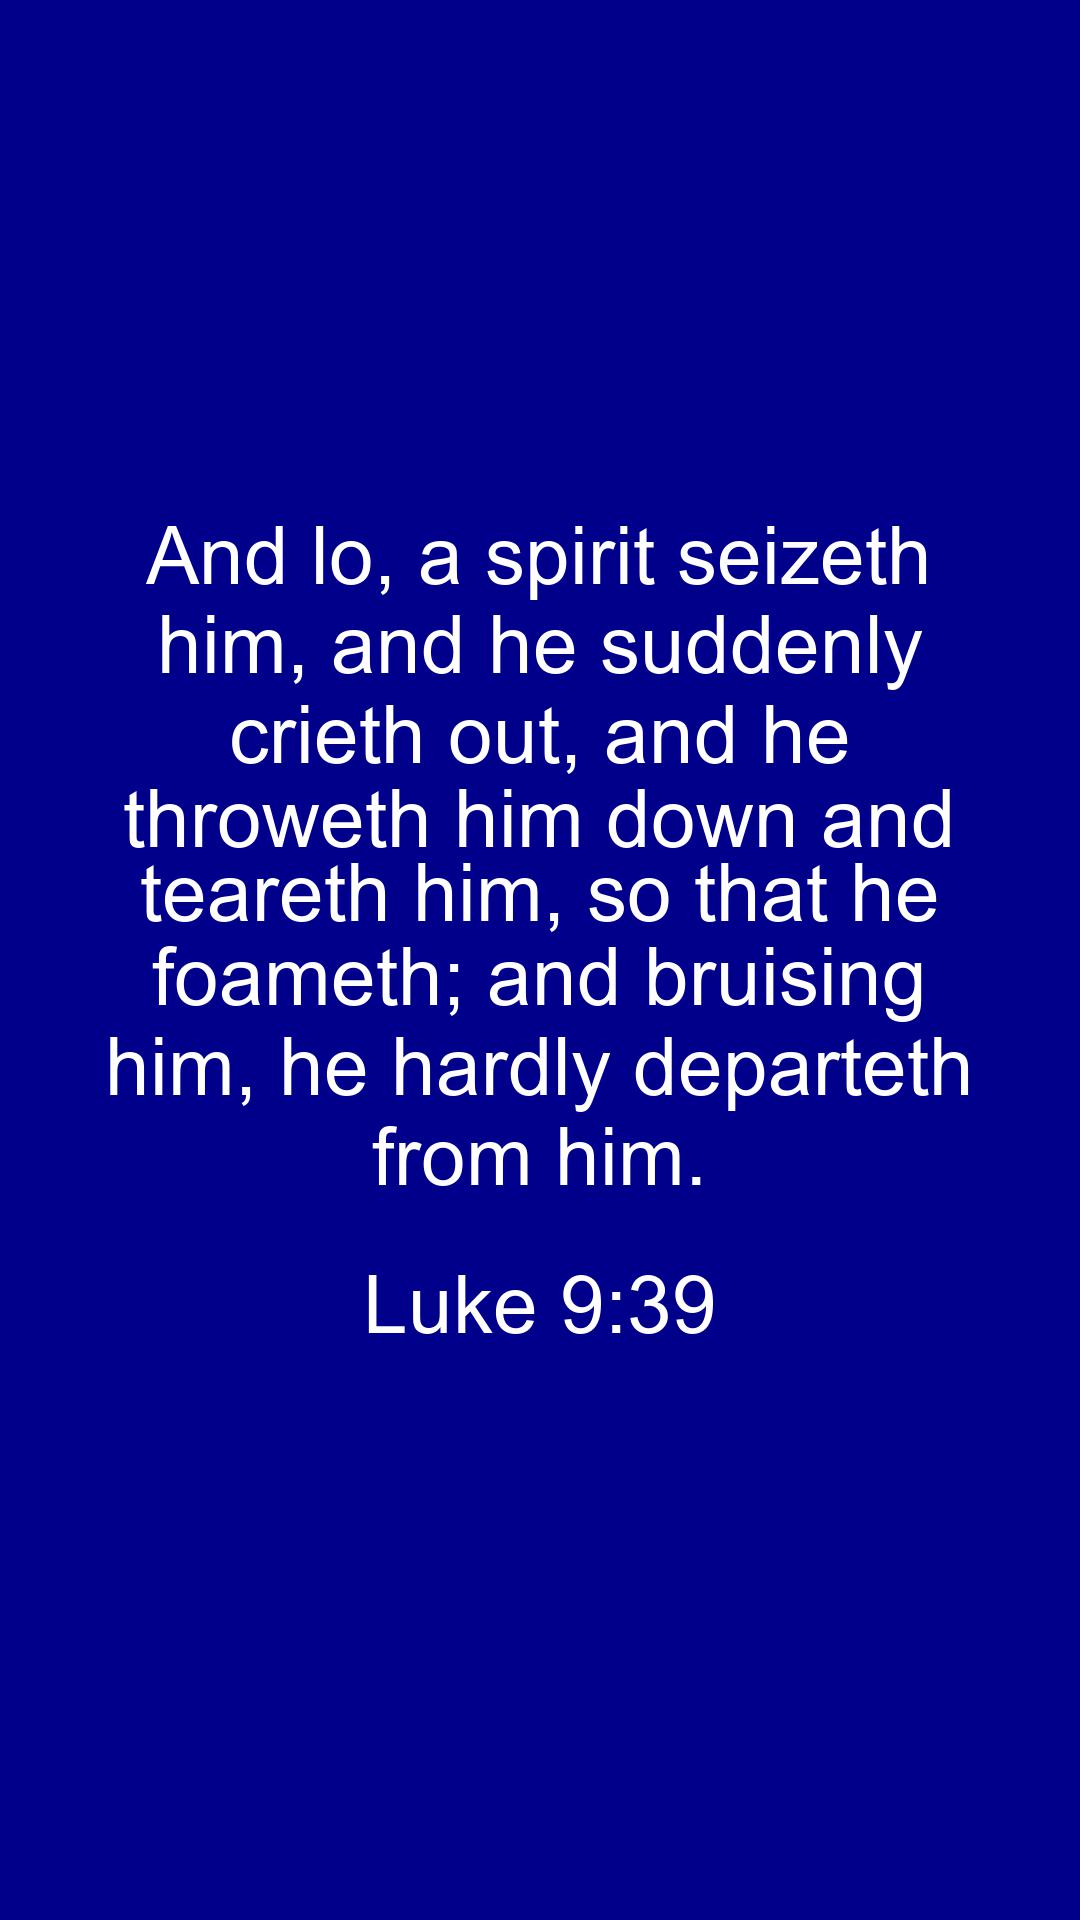 And lo, a spirit seizeth
him, and he suddenly
crieth out, and he
throweth him down and
teareth him, so that he
foameth; and bruising
him, he hardly departeth
from him.
Luke 9:39